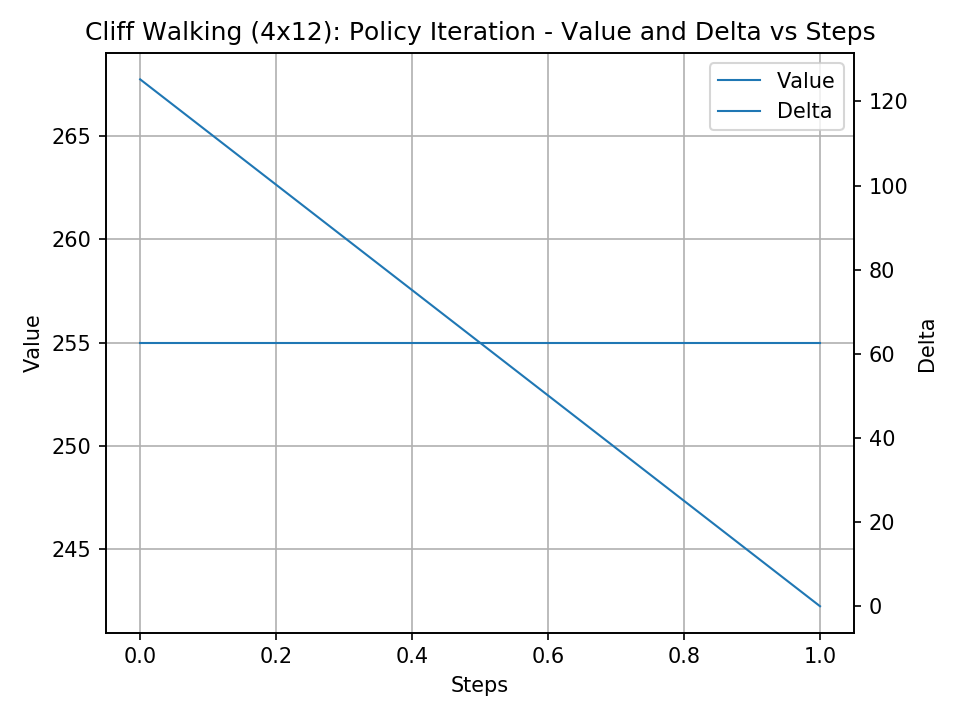 Cliff Walking (4x12): Policy Iteration - Value and Delta vs Steps
Value
Delta
265
260
255
250
245
Value
120
100
80
60
40
20
0
Delta
0.0 0.2 0.4 0.6 0.8 1.0
Steps